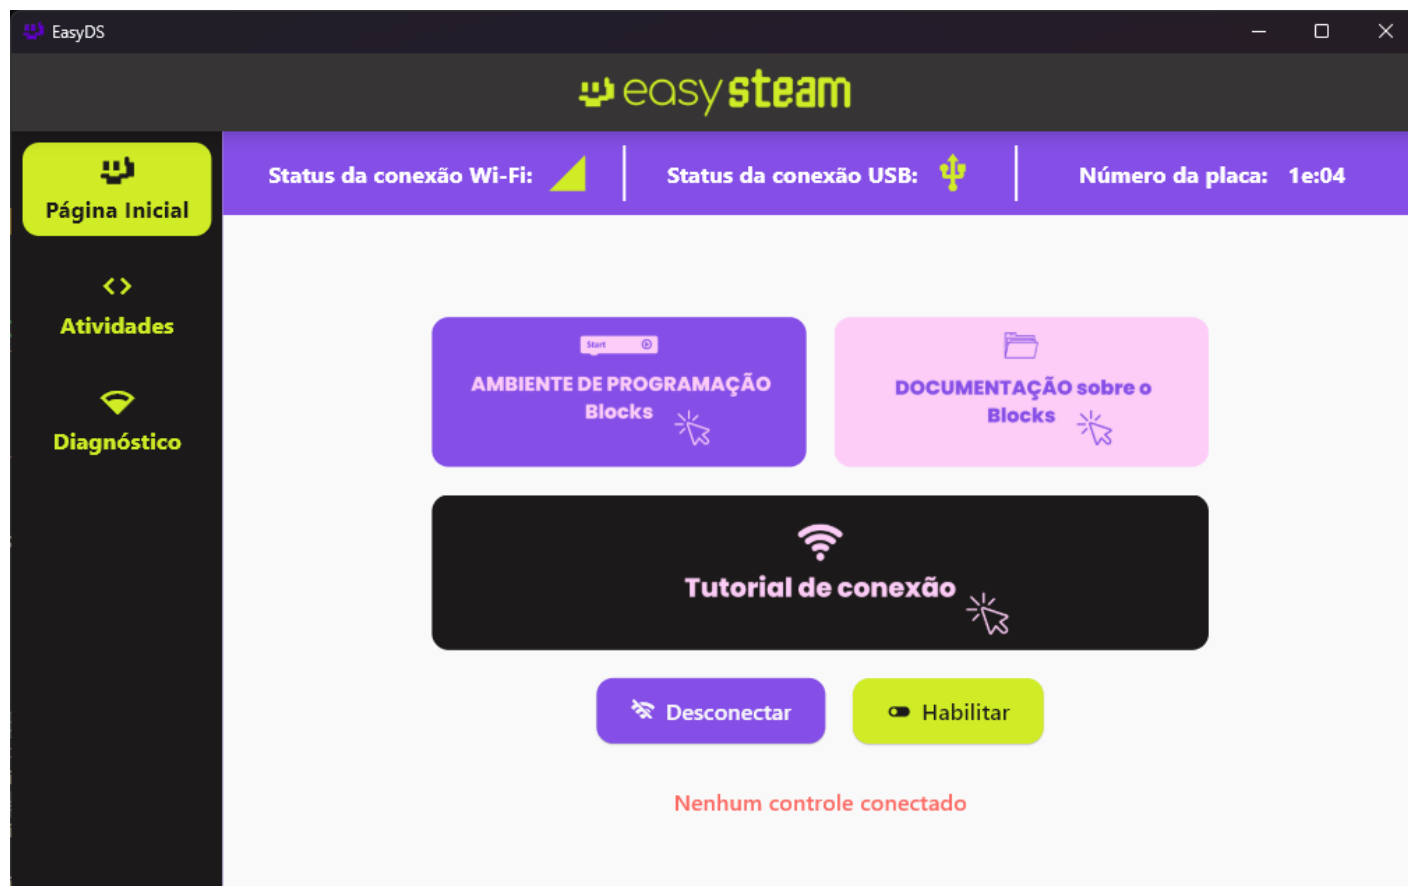 EasyDS
easy steam
Status da conexão Wi-Fi:
Status da conexão USB:
Número da placa: 1e:04
Página Inicial
Atividades
Diagnóstico
Start
AMBIENTE DE PROGRAMAÇÃO
Blocks
DOCUMENTAÇÃO sobre o
Blocks
Tutorial de conexão
Desconectar
Habilitar
Nenhum controle conectado